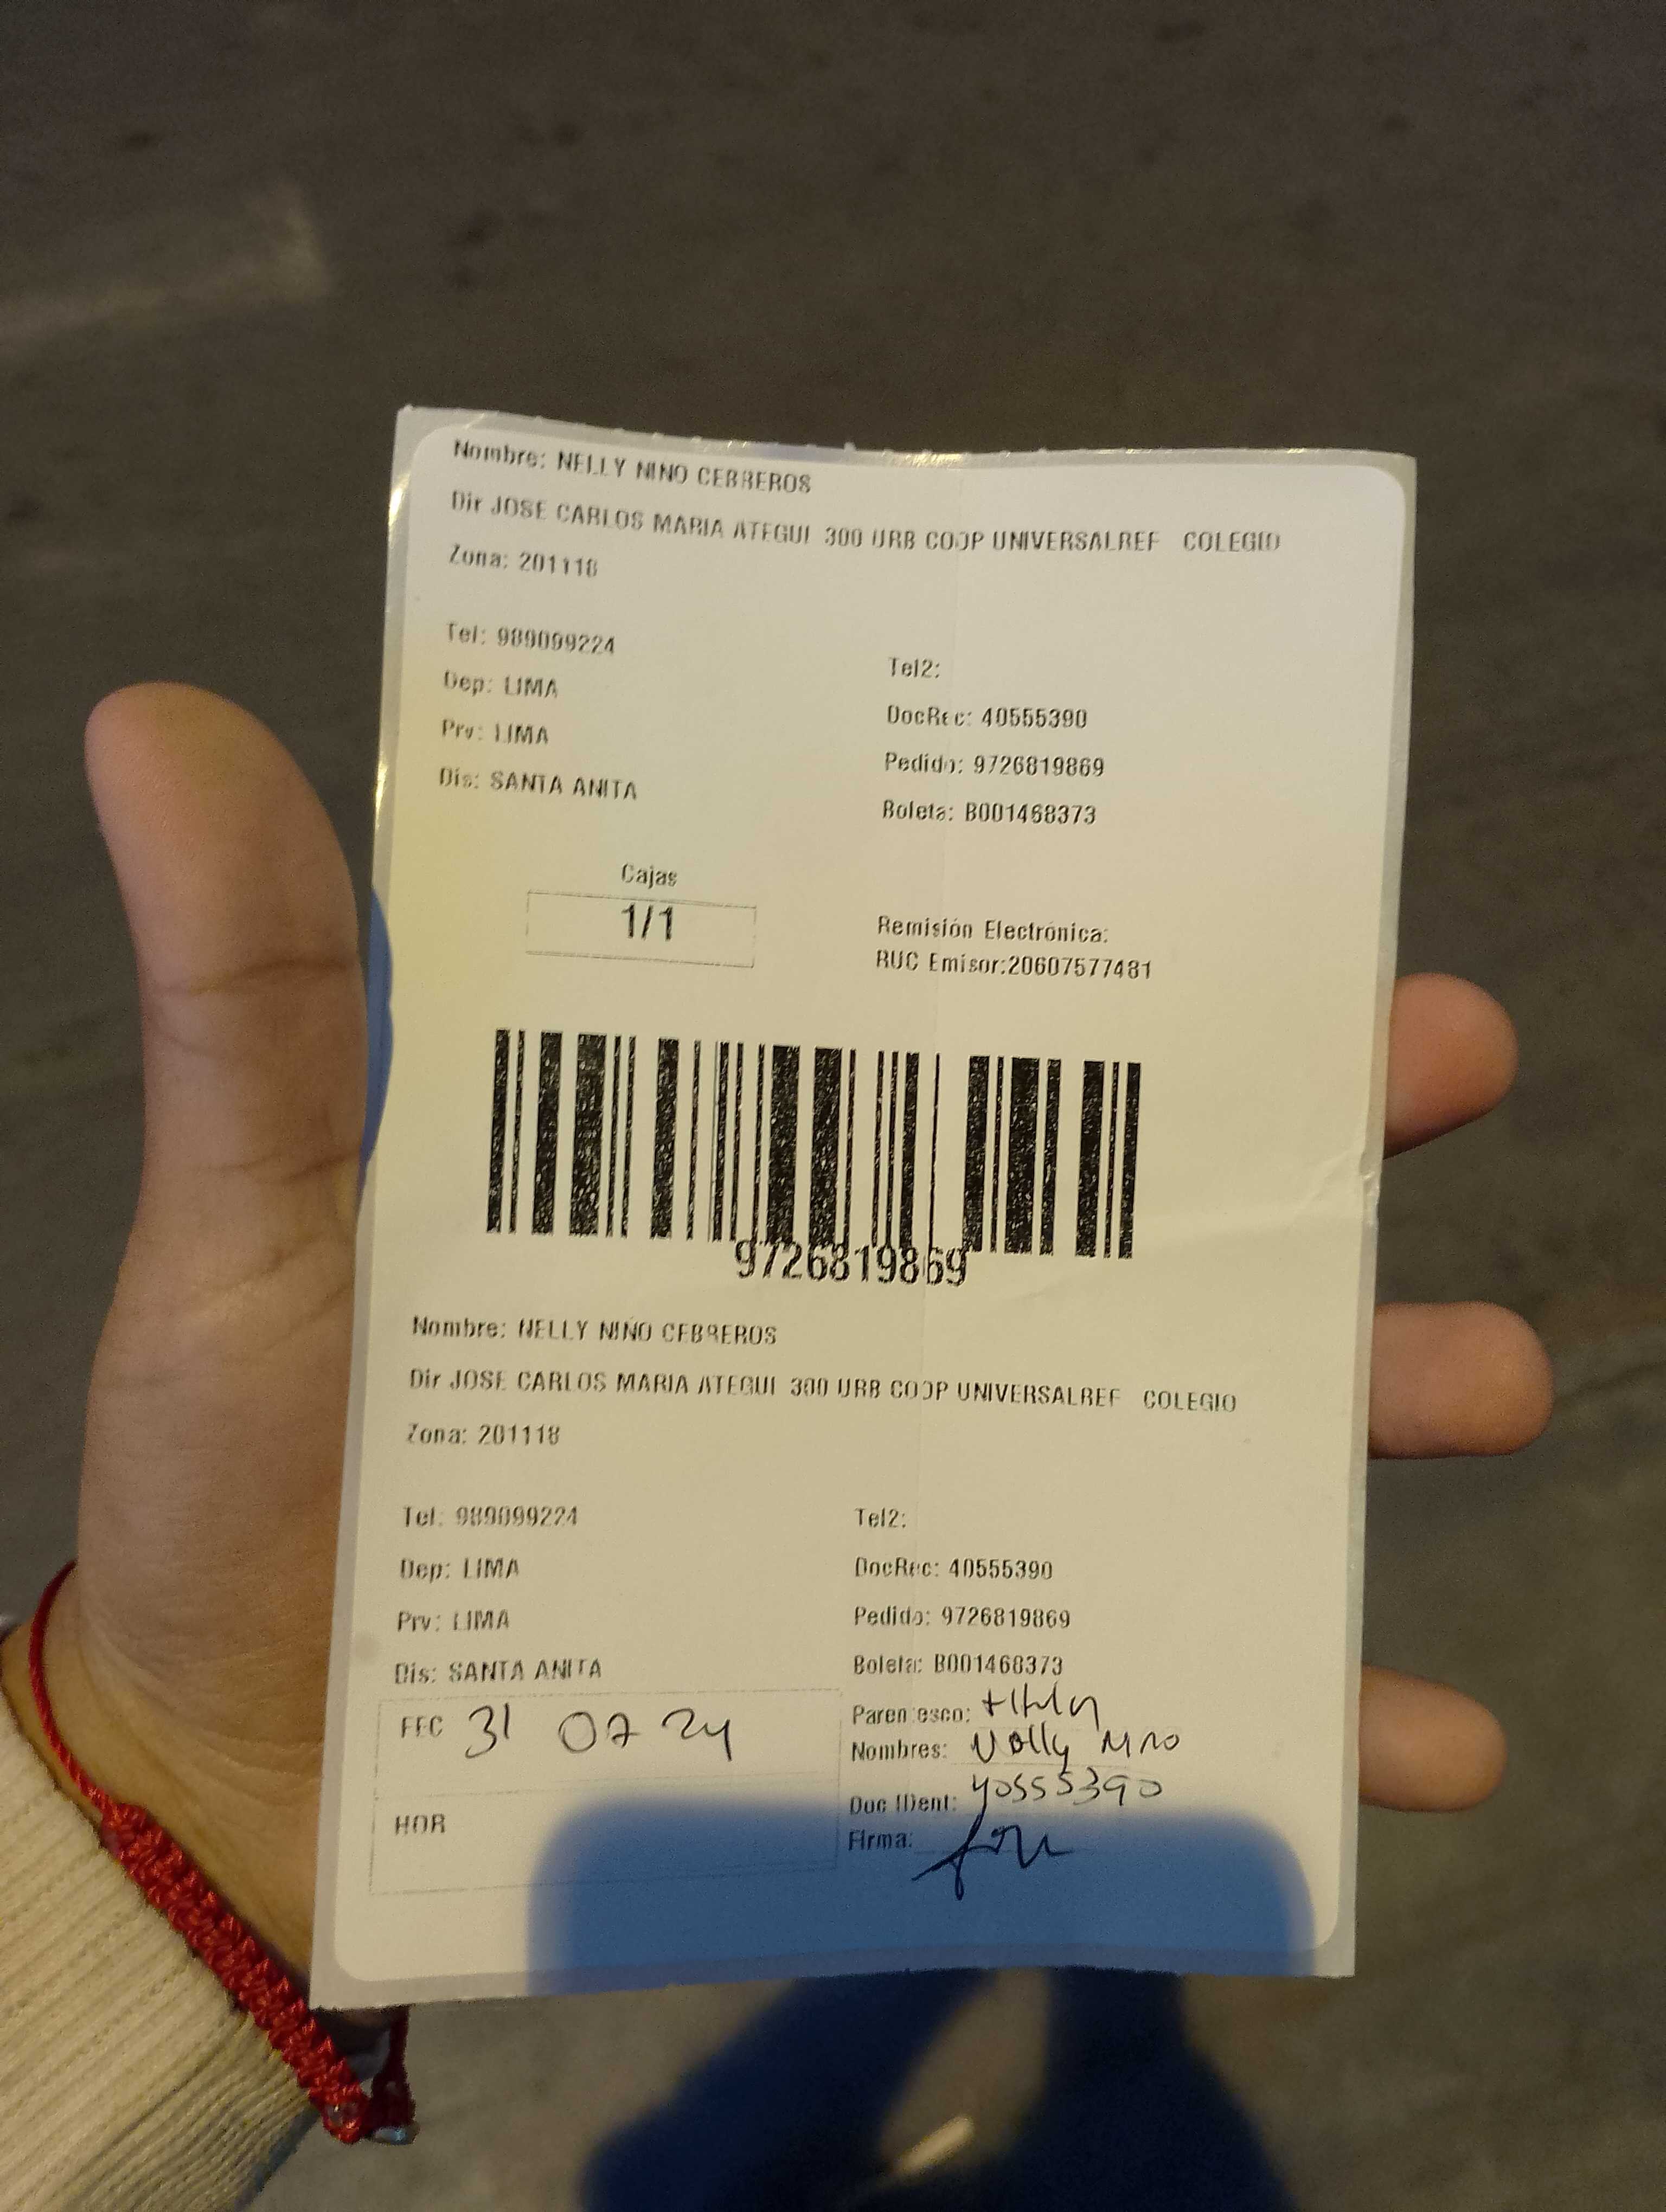 Nombre: NELLY NINO CEBREROS
Dir JOSE CARLOS MARIA ATEGUI 300 URB COOP UNIVERSALREF COLEGIO
Zona: 201118
Tel: 989099224
Tel2:
Dep: LIMA
DocRec: 40555390
Prv: LIMA
Pedido: 9726819869
Dis: SANTA ANITA
Boleta: B001468373
Cajas
1/1
Remisión Electrónica:
RUC Emisor:20607577481
9726819869
Nombre: NELLY NIÑO CEBREROS
Dir JOSE CARLOS MARIA ATEGUI 300 URB COOP UNIVERSALREF COLEGIO
Zona: 201118
Tel: 989099224
Tel2:
Dep: LIMA
DocRec: 40555390
Prv: LIMA
Pedido: 9726819869
Dis: SANTA ANITA
Boleta: B001468373
FEC 31 07 24
Parentesco: titular
Nombres: Nelly Nino
Doc IDent: 40555390
HOR
Firma: